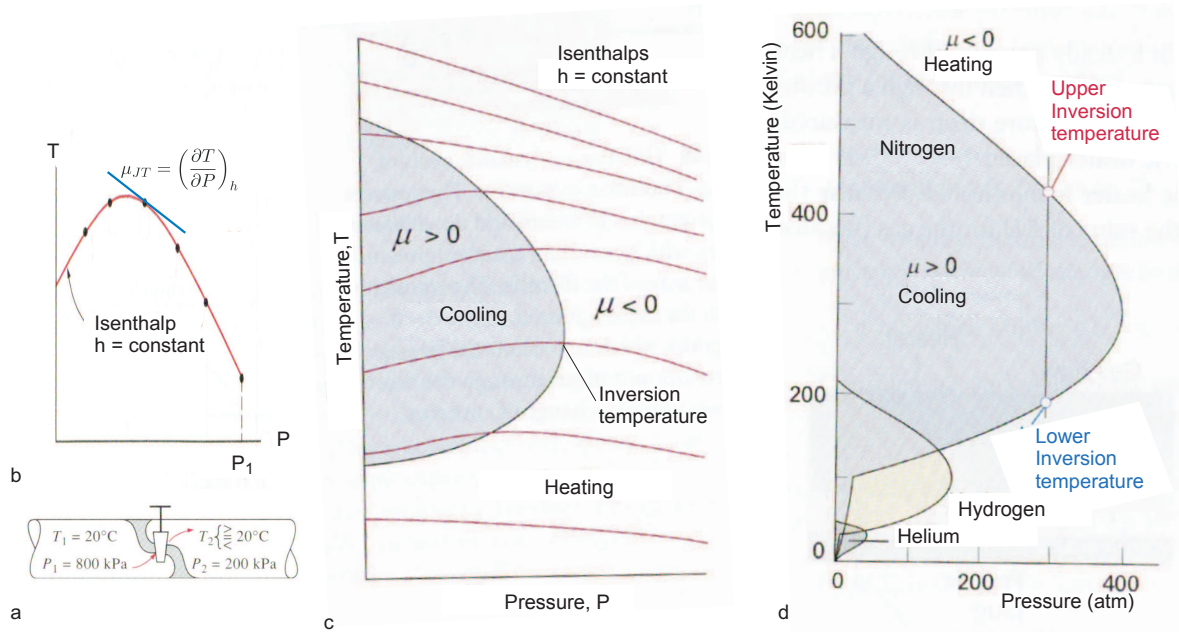 T
μ_JT = (∂T/∂P)_h
Isenthalp
h = constant
P
P₁
b
T₁ = 20°C
T₂ { > = < 20°C
P₁ = 800 kPa
P₂ = 200 kPa
a
Isenthalps
h = constant
Temperature,T
μ > 0
Cooling
μ < 0
Inversion
temperature
Heating
Pressure, P
c
Temperature (Kelvin)
600
400
200
0
μ < 0
Heating
Upper
Inversion
temperature
Nitrogen
μ > 0
Cooling
Lower
Inversion
temperature
Hydrogen
Helium
0
200
400
Pressure (atm)
d